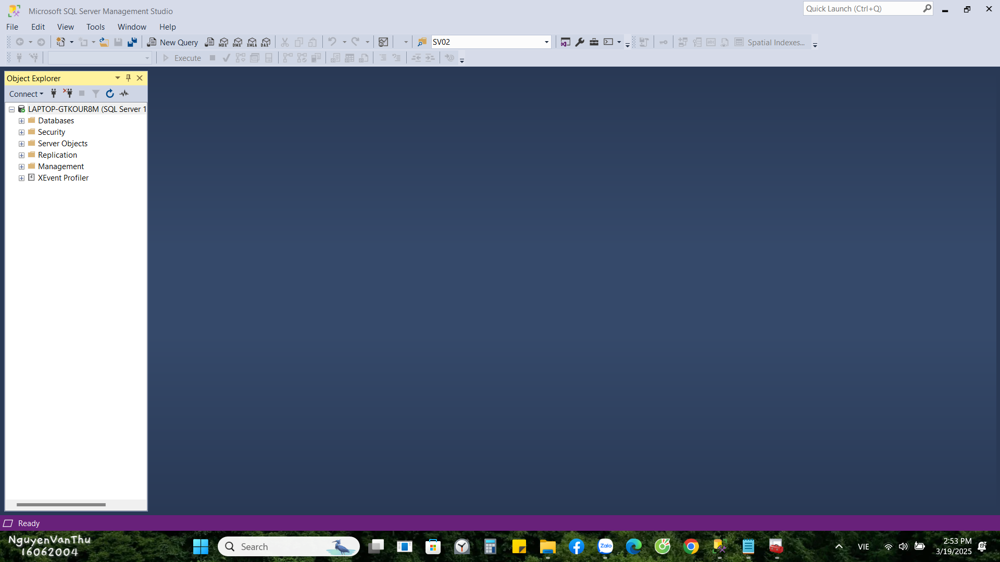 Microsoft SQL Server Management Studio
Quick Launch (Ctrl+Q)
File Edit View Tools Window Help
New Query MDX DMX XMLA DAX SV02 Spatial Indexes...
Execute
Object Explorer
Connect
LAPTOP-GTKOUR8M (SQL Server 1
Databases
Security
Server Objects
Replication
Management
XEvent Profiler
Ready
NguyenVanThu
16062004
Search
Zalo
VIE
2:53 PM
3/19/2025